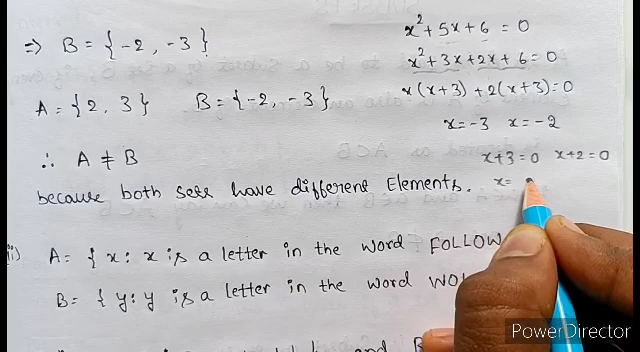 ⇒ B = {-2, -3}
A = {2, 3} B = {-2, -3}
∴ A ≠ B
because both sets have different Elements.
x²+5x+6 = 0
x²+3x+2x+6=0
x(x+3)+2(x+3)=0
x=-3 x=-2
x+3=0 x+2=0
x=
ii) A= {x: x is a letter in the word FOLLOW
B= {y:y is a letter in the word
and B
PowerDirector